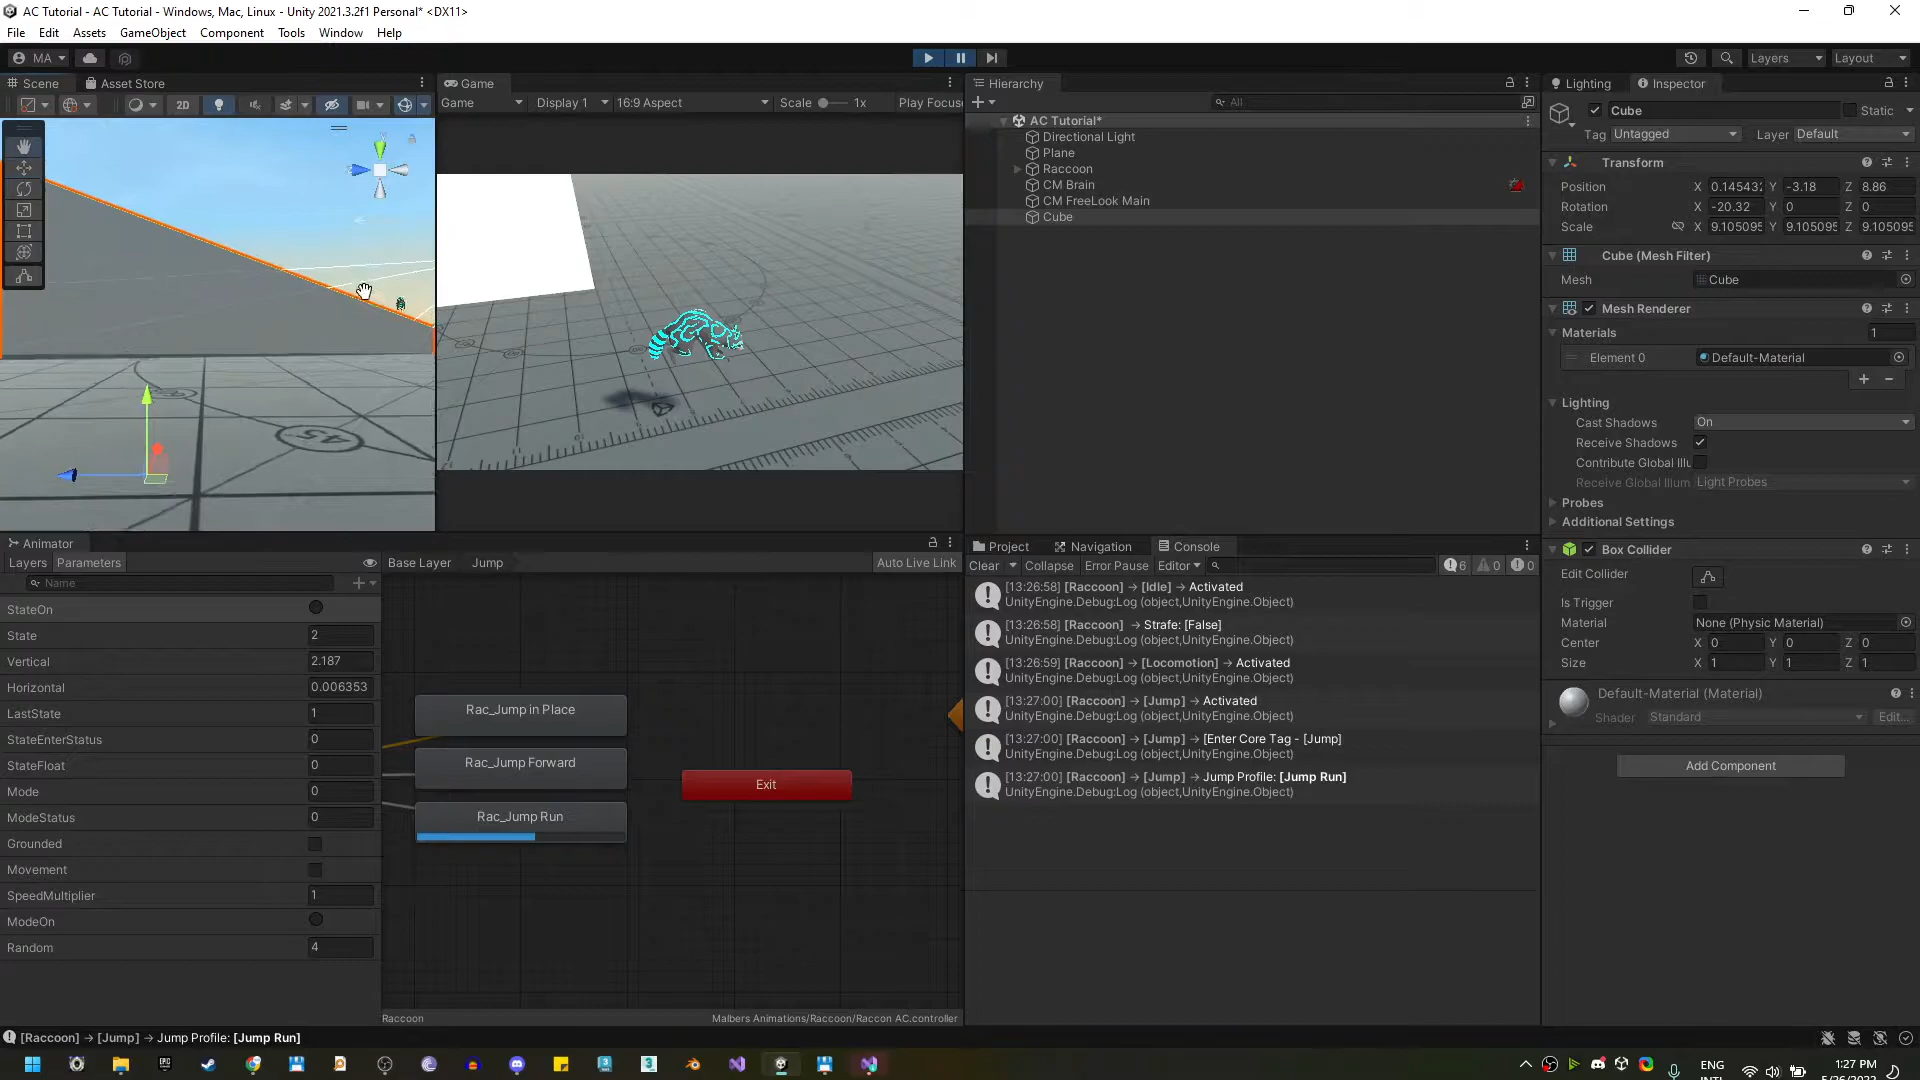 AC Tutorial - AC Tutorial - Windows, Mac, Linux - Unity 2021.3.2f1 Personal* <DX11>
File Edit Assets GameObject Component Tools Window Help
MA
Layers Layout
Scene Asset Store
2D
Game
Game Display 1 16:9 Aspect Scale 1x Play Focuse
Hierarchy
All
AC Tutorial*
Directional Light
Plane
Raccoon
CM Brain
CM FreeLook Main
Cube
Lighting Inspector
Cube Static
Tag Untagged Layer Default
Transform
Position X 0.145432 Y -3.18 Z 8.86
Rotation X -20.32 Y 0 Z 0
Scale X 9.105095 Y 9.105095 Z 9.105095
Cube (Mesh Filter)
Mesh Cube
Mesh Renderer
Materials 1
Element 0 Default-Material
Lighting
Cast Shadows On
Receive Shadows
Contribute Global Illu
Receive Global Illum Light Probes
Probes
Additional Settings
Box Collider
Edit Collider
Is Trigger
Material None (Physic Material)
Center X 0 Y 0 Z 0
Size X 1 Y 1 Z 1
Default-Material (Material)
Shader Standard Edit...
Add Component
45
Animator
Layers Parameters
Base Layer Jump Auto Live Link
Name
StateOn
State 2
Vertical 2.187
Horizontal 0.006353
LastState 1
StateEnterStatus 0
StateFloat 0
Mode 0
ModeStatus 0
Grounded
Movement
SpeedMultiplier 1
ModeOn
Random 4
Rac_Jump in Place
Rac_Jump Forward
Rac_Jump Run
Exit
Raccoon Malbers Animations/Raccoon/Raccon AC.controller
Project Navigation Console
Clear Collapse Error Pause Editor 6 0 0
[13:26:58] [Raccoon] → [Idle] → Activated
UnityEngine.Debug:Log (object,UnityEngine.Object)
[13:26:58] [Raccoon] → Strafe: [False]
UnityEngine.Debug:Log (object,UnityEngine.Object)
[13:26:59] [Raccoon] → [Locomotion] → Activated
UnityEngine.Debug:Log (object,UnityEngine.Object)
[13:27:00] [Raccoon] → [Jump] → Activated
UnityEngine.Debug:Log (object,UnityEngine.Object)
[13:27:00] [Raccoon] → [Jump] → [Enter Core Tag - [Jump]
UnityEngine.Debug:Log (object,UnityEngine.Object)
[13:27:00] [Raccoon] → [Jump] → Jump Profile: [Jump Run]
UnityEngine.Debug:Log (object,UnityEngine.Object)
[Raccoon] → [Jump] → Jump Profile: [Jump Run]
ENG
1:27 PM